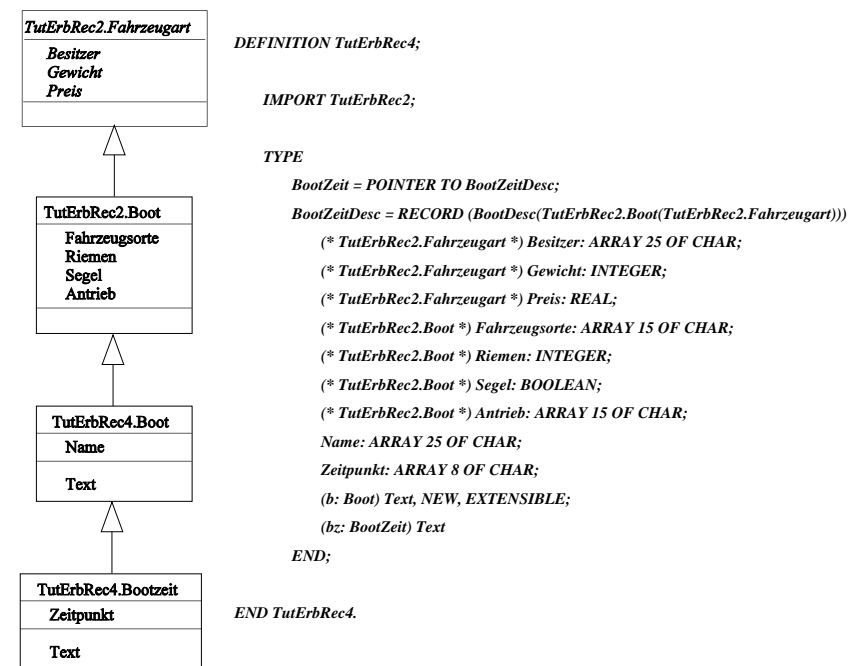 TutErbRec2.Fahrzeugart
Besitzer
Gewicht
Preis
TutErbRec2.Boot
Fahrzeugsorte
Riemen
Segel
Antrieb
TutErbRec4.Boot
Name
Text
TutErbRec4.Bootzeit
Zeitpunkt
Text
DEFINITION TutErbRec4;
IMPORT TutErbRec2;
TYPE
BootZeit = POINTER TO BootZeitDesc;
BootZeitDesc = RECORD (BootDesc(TutErbRec2.Boot(TutErbRec2.Fahrzeugart)))
(* TutErbRec2.Fahrzeugart *) Besitzer: ARRAY 25 OF CHAR;
(* TutErbRec2.Fahrzeugart *) Gewicht: INTEGER;
(* TutErbRec2.Fahrzeugart *) Preis: REAL;
(* TutErbRec2.Boot *) Fahrzeugsorte: ARRAY 15 OF CHAR;
(* TutErbRec2.Boot *) Riemen: INTEGER;
(* TutErbRec2.Boot *) Segel: BOOLEAN;
(* TutErbRec2.Boot *) Antrieb: ARRAY 15 OF CHAR;
Name: ARRAY 25 OF CHAR;
Zeitpunkt: ARRAY 8 OF CHAR;
(b: Boot) Text, NEW, EXTENSIBLE;
(bz: BootZeit) Text
END;
END TutErbRec4.